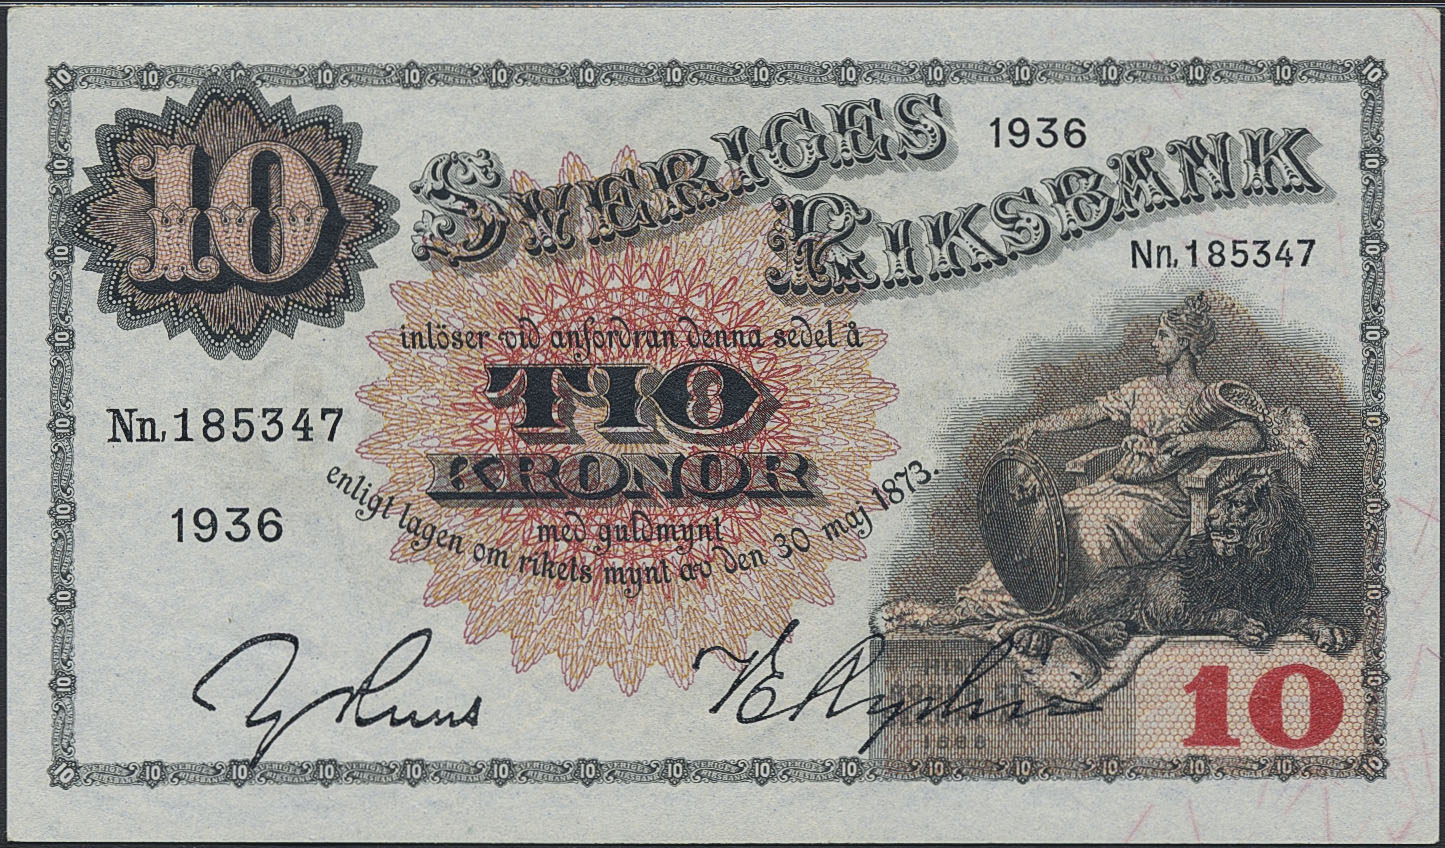 10
SVERIGES
1936
RIKSBANK
Nn,185347
inlöser vid anfordran denna sedel å
TIO
Nn,185347
KRONOR
med guldmynt
enligt lagen om rikets mynt av den 30 maj 1873.
1936
10